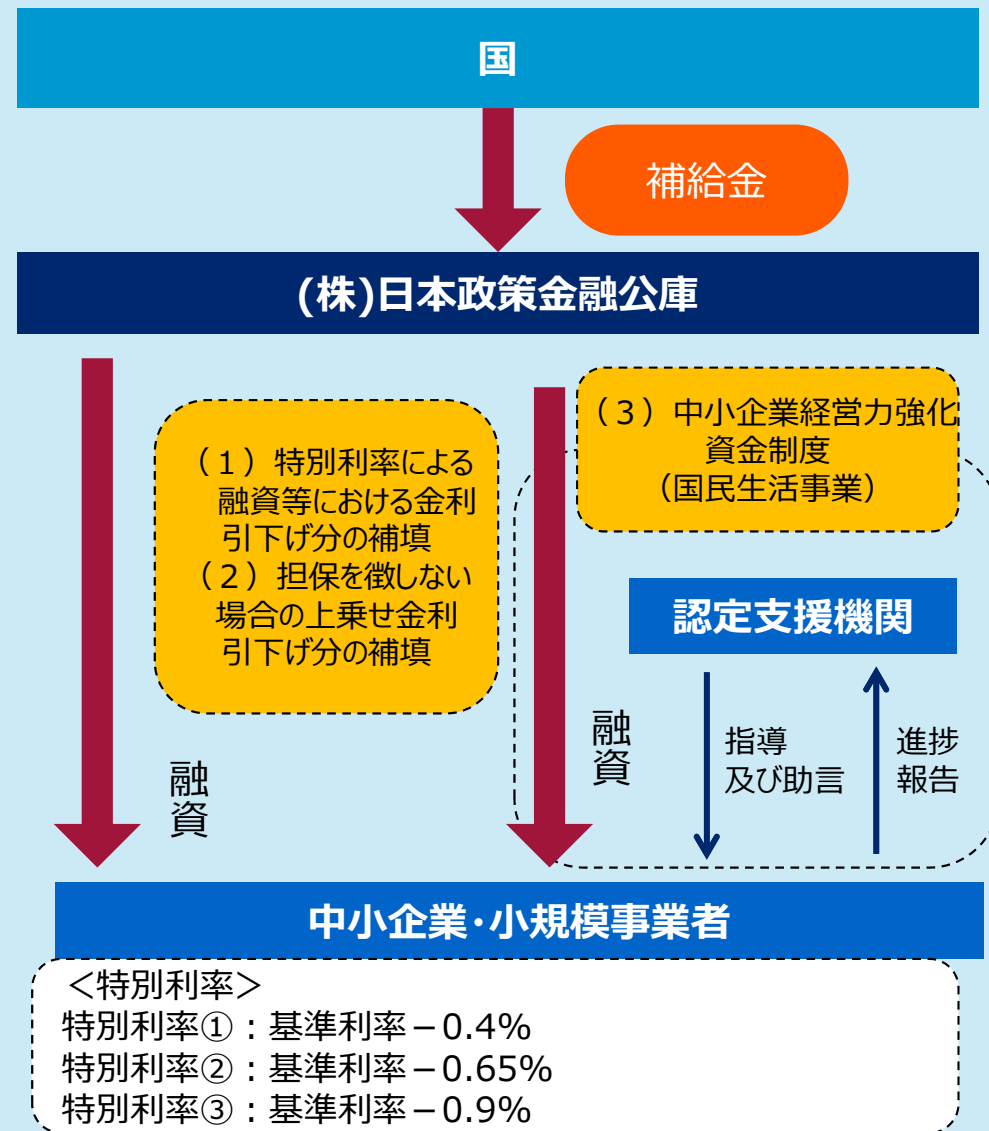 国
補給金
(株)日本政策金融公庫
（１）特別利率による
融資等における金利
引下げ分の補填
（２）担保を徴しない
場合の上乗せ金利
引下げ分の補填
融
資
（３）中小企業経営力強化
資金制度
（国民生活事業）
認定支援機関
融
資
指導
及び助言
進捗
報告
中小企業･小規模事業者
＜特別利率＞
特別利率①：基準利率－0.4%
特別利率②：基準利率－0.65%
特別利率③：基準利率－0.9%